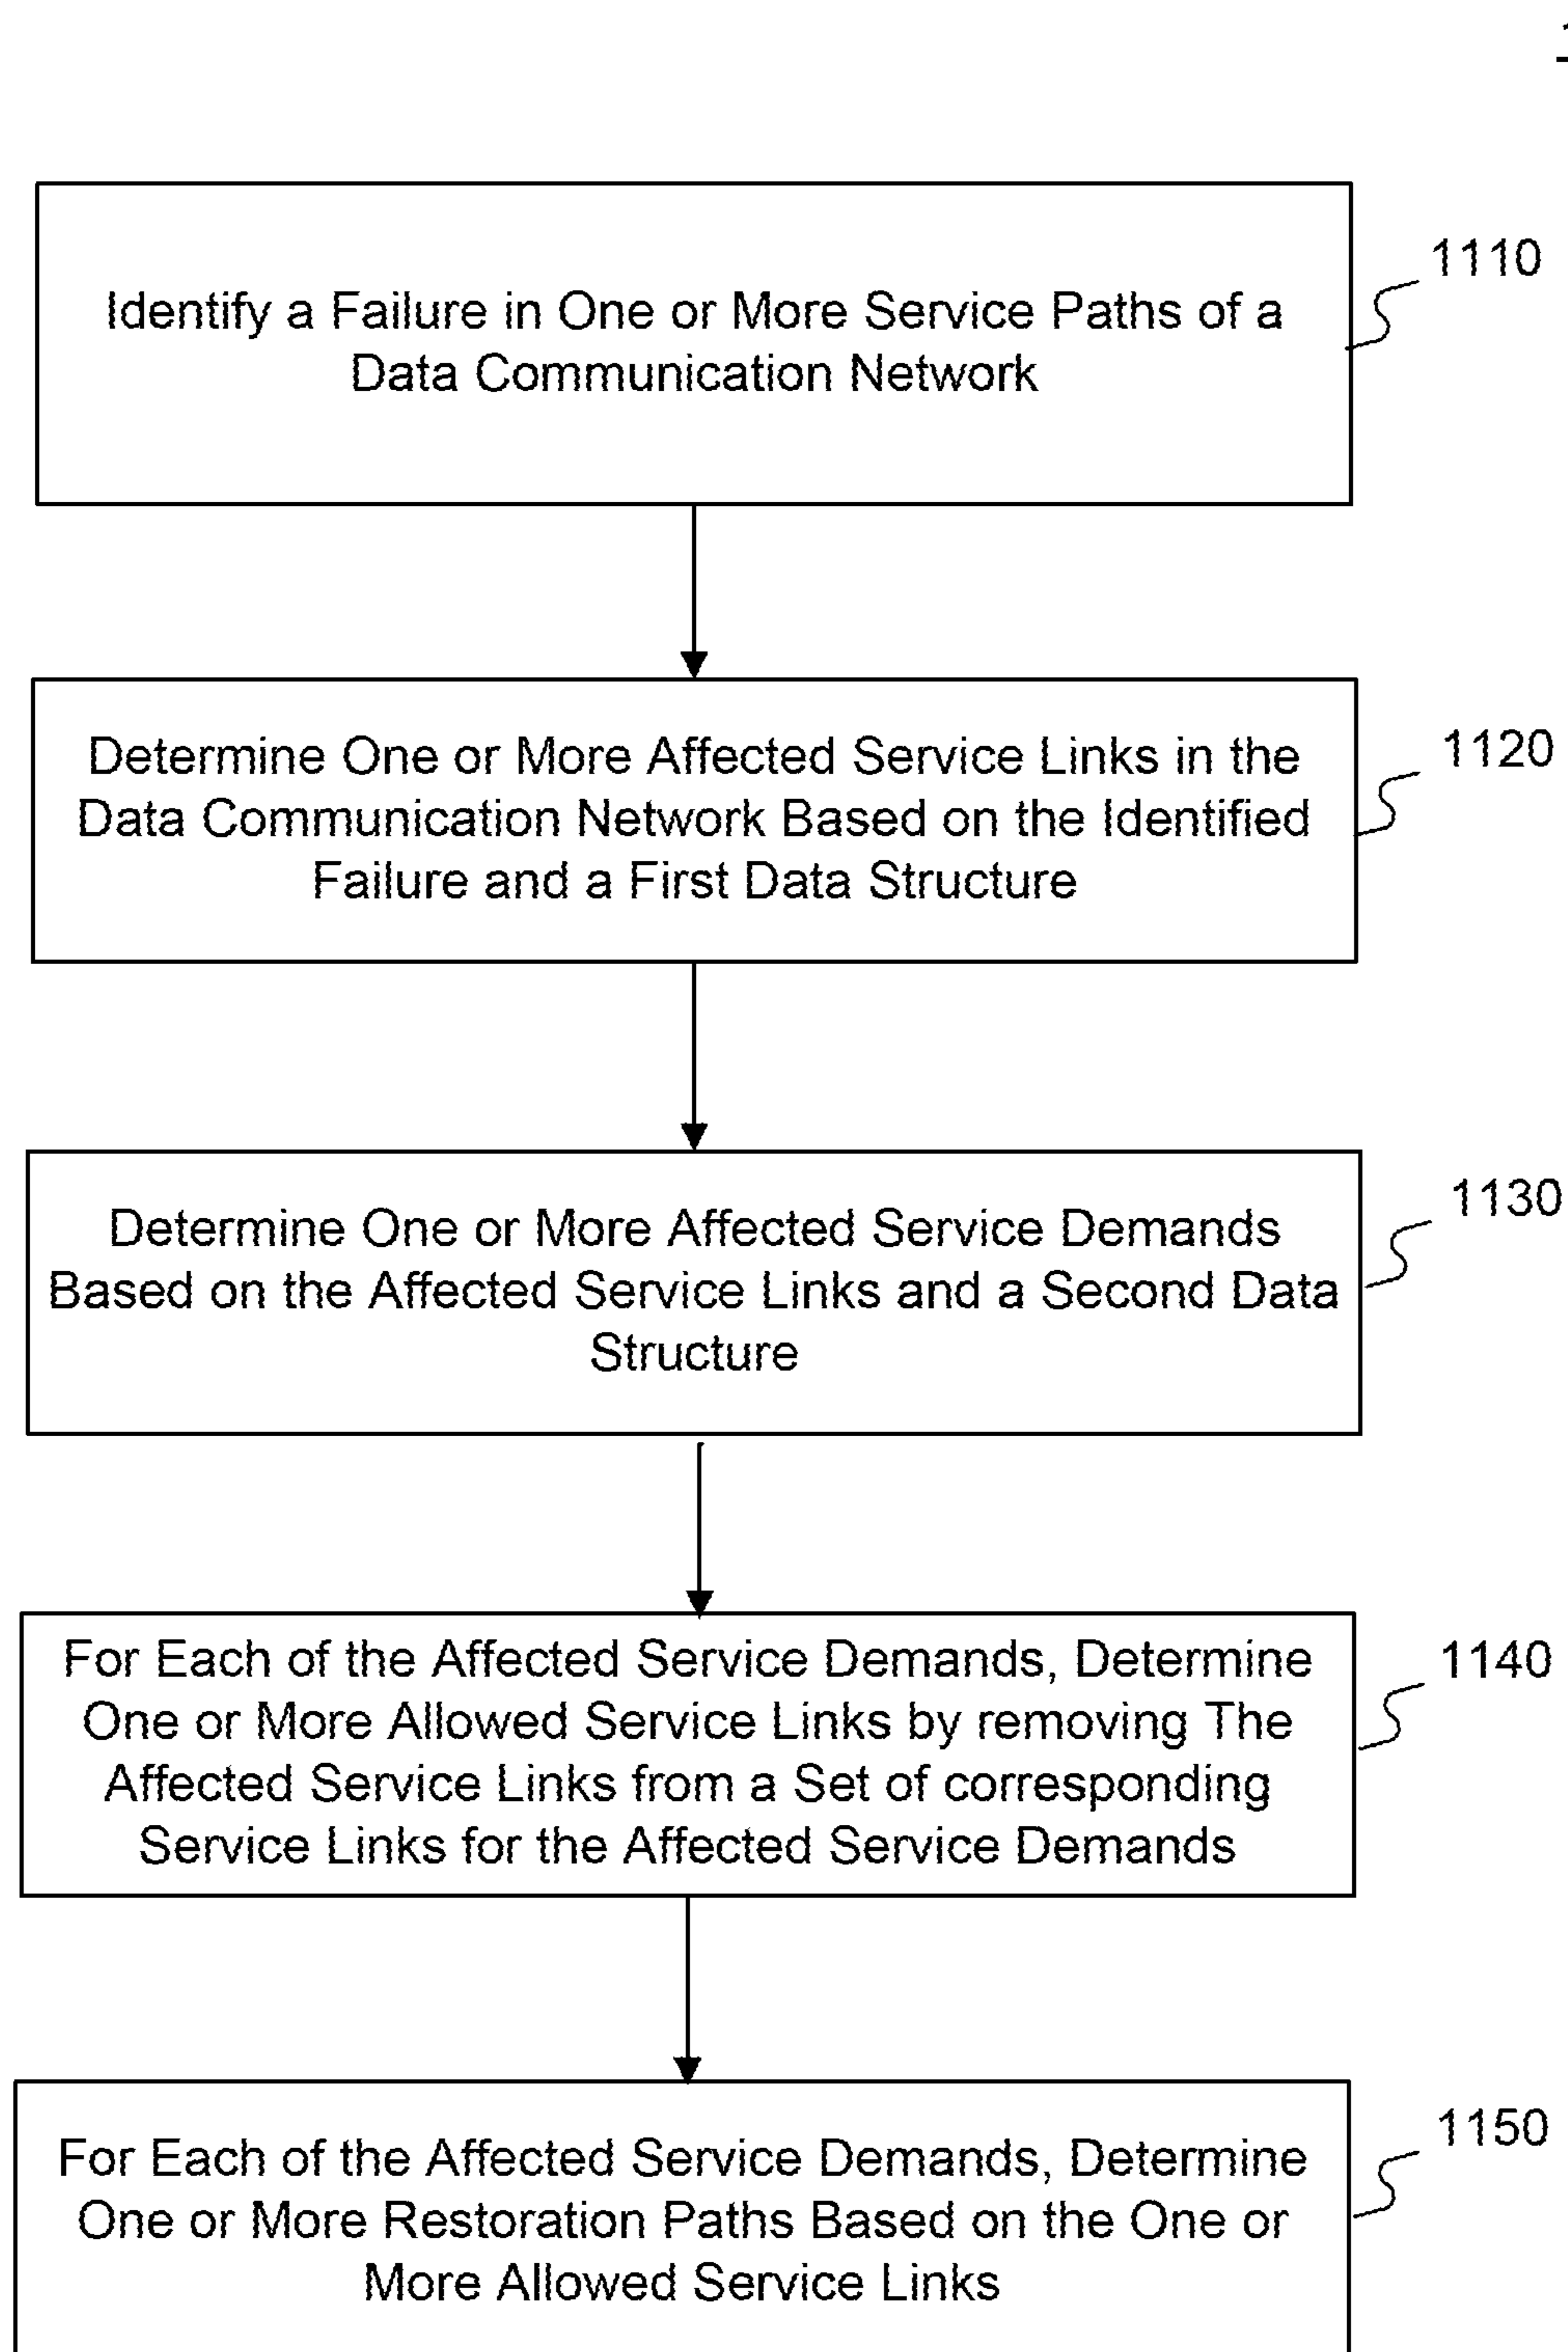 Identify a Failure in One or More Service Paths of a
Data Communication Network
1110
Determine One or More Affected Service Links in the
Data Communication Network Based on the Identified
Failure and a First Data Structure
1120
Determine One or More Affected Service Demands
Based on the Affected Service Links and a Second Data
Structure
1130
For Each of the Affected Service Demands, Determine
One or More Allowed Service Links by removing The
Affected Service Links from a Set of corresponding
Service Links for the Affected Service Demands
1140
For Each of the Affected Service Demands, Determine
One or More Restoration Paths Based on the One or
More Allowed Service Links
1150